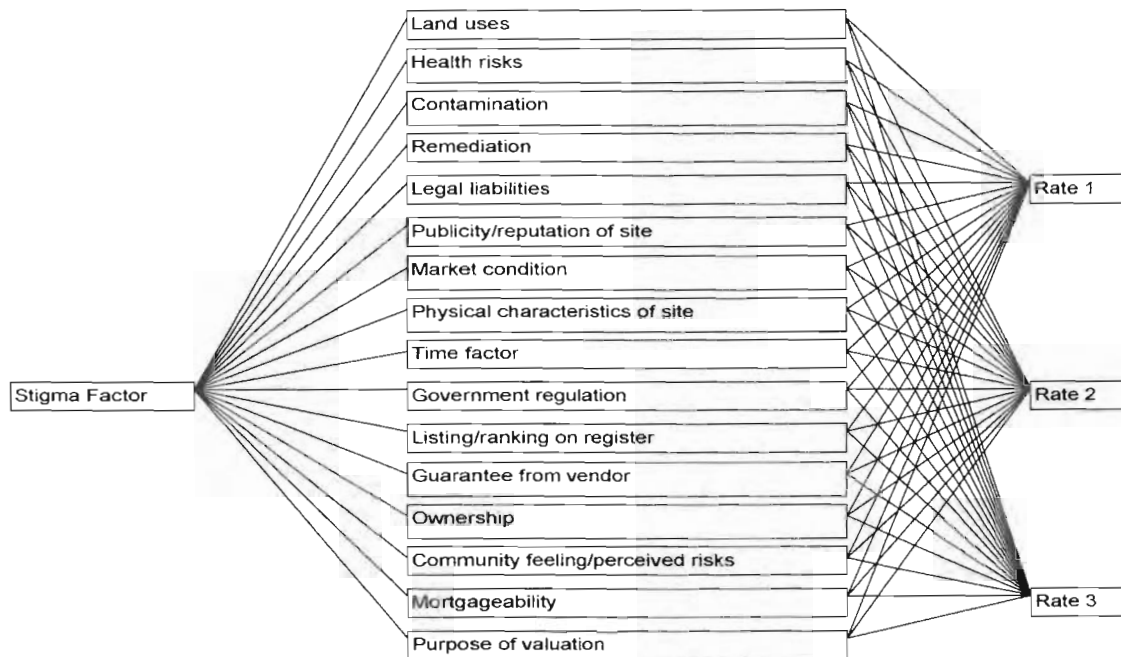 Land uses
Health risks
Contamination
Remediation
Legal liabilities
Publicity/reputation of site
Market condition
Physical characteristics of site
Time factor
Government regulation
Listing/ranking on register
Guarantee from vendor
Ownership
Community feeling/perceived risks
Mortgageability
Purpose of valuation
Stigma Factor
Rate 1
Rate 2
Rate 3